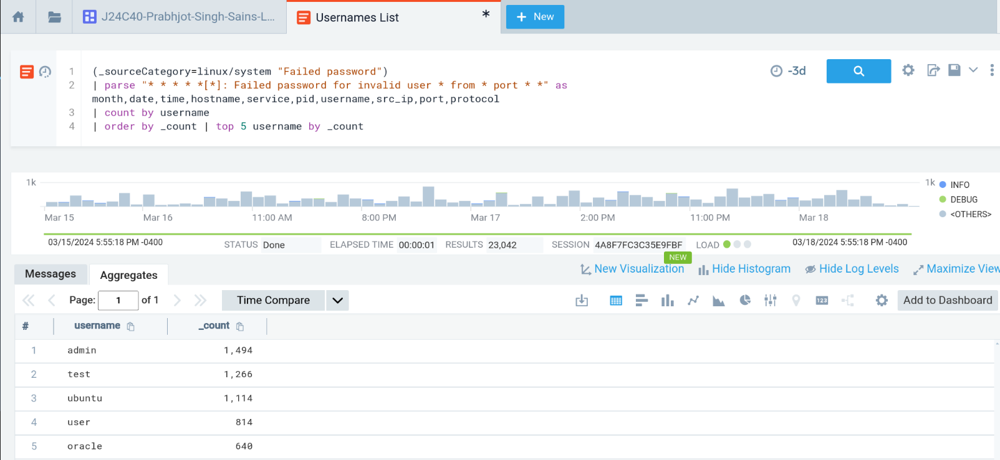 J24C40-Prabhjot-Singh-Sains-L...
Usernames List
*
+ New
1 (_sourceCategory=linux/system "Failed password")
2 | parse "* * * * *[*]: Failed password for invalid user * from * port * *" as
month,date,time,hostname,service,pid,username,src_ip,port,protocol
3 | count by username
4 | order by _count | top 5 username by _count
-3d
1k
1k
INFO
DEBUG
<OTHERS>
Mar 15 Mar 16 11:00 AM 8:00 PM Mar 17 2:00 PM 11:00 PM Mar 18
03/15/2024 5:55:18 PM -0400 STATUS Done ELAPSED TIME 00:00:01 RESULTS 23,042 SESSION 4A8F7FC3C35E9FBF LOAD 03/18/2024 5:55:18 PM -0400
NEW
Messages Aggregates New Visualization Hide Histogram Hide Log Levels Maximize View
Page: 1 of 1 Time Compare 123 Add to Dashboard
# username _count
1 admin 1,494
2 test 1,266
3 ubuntu 1,114
4 user 814
5 oracle 640